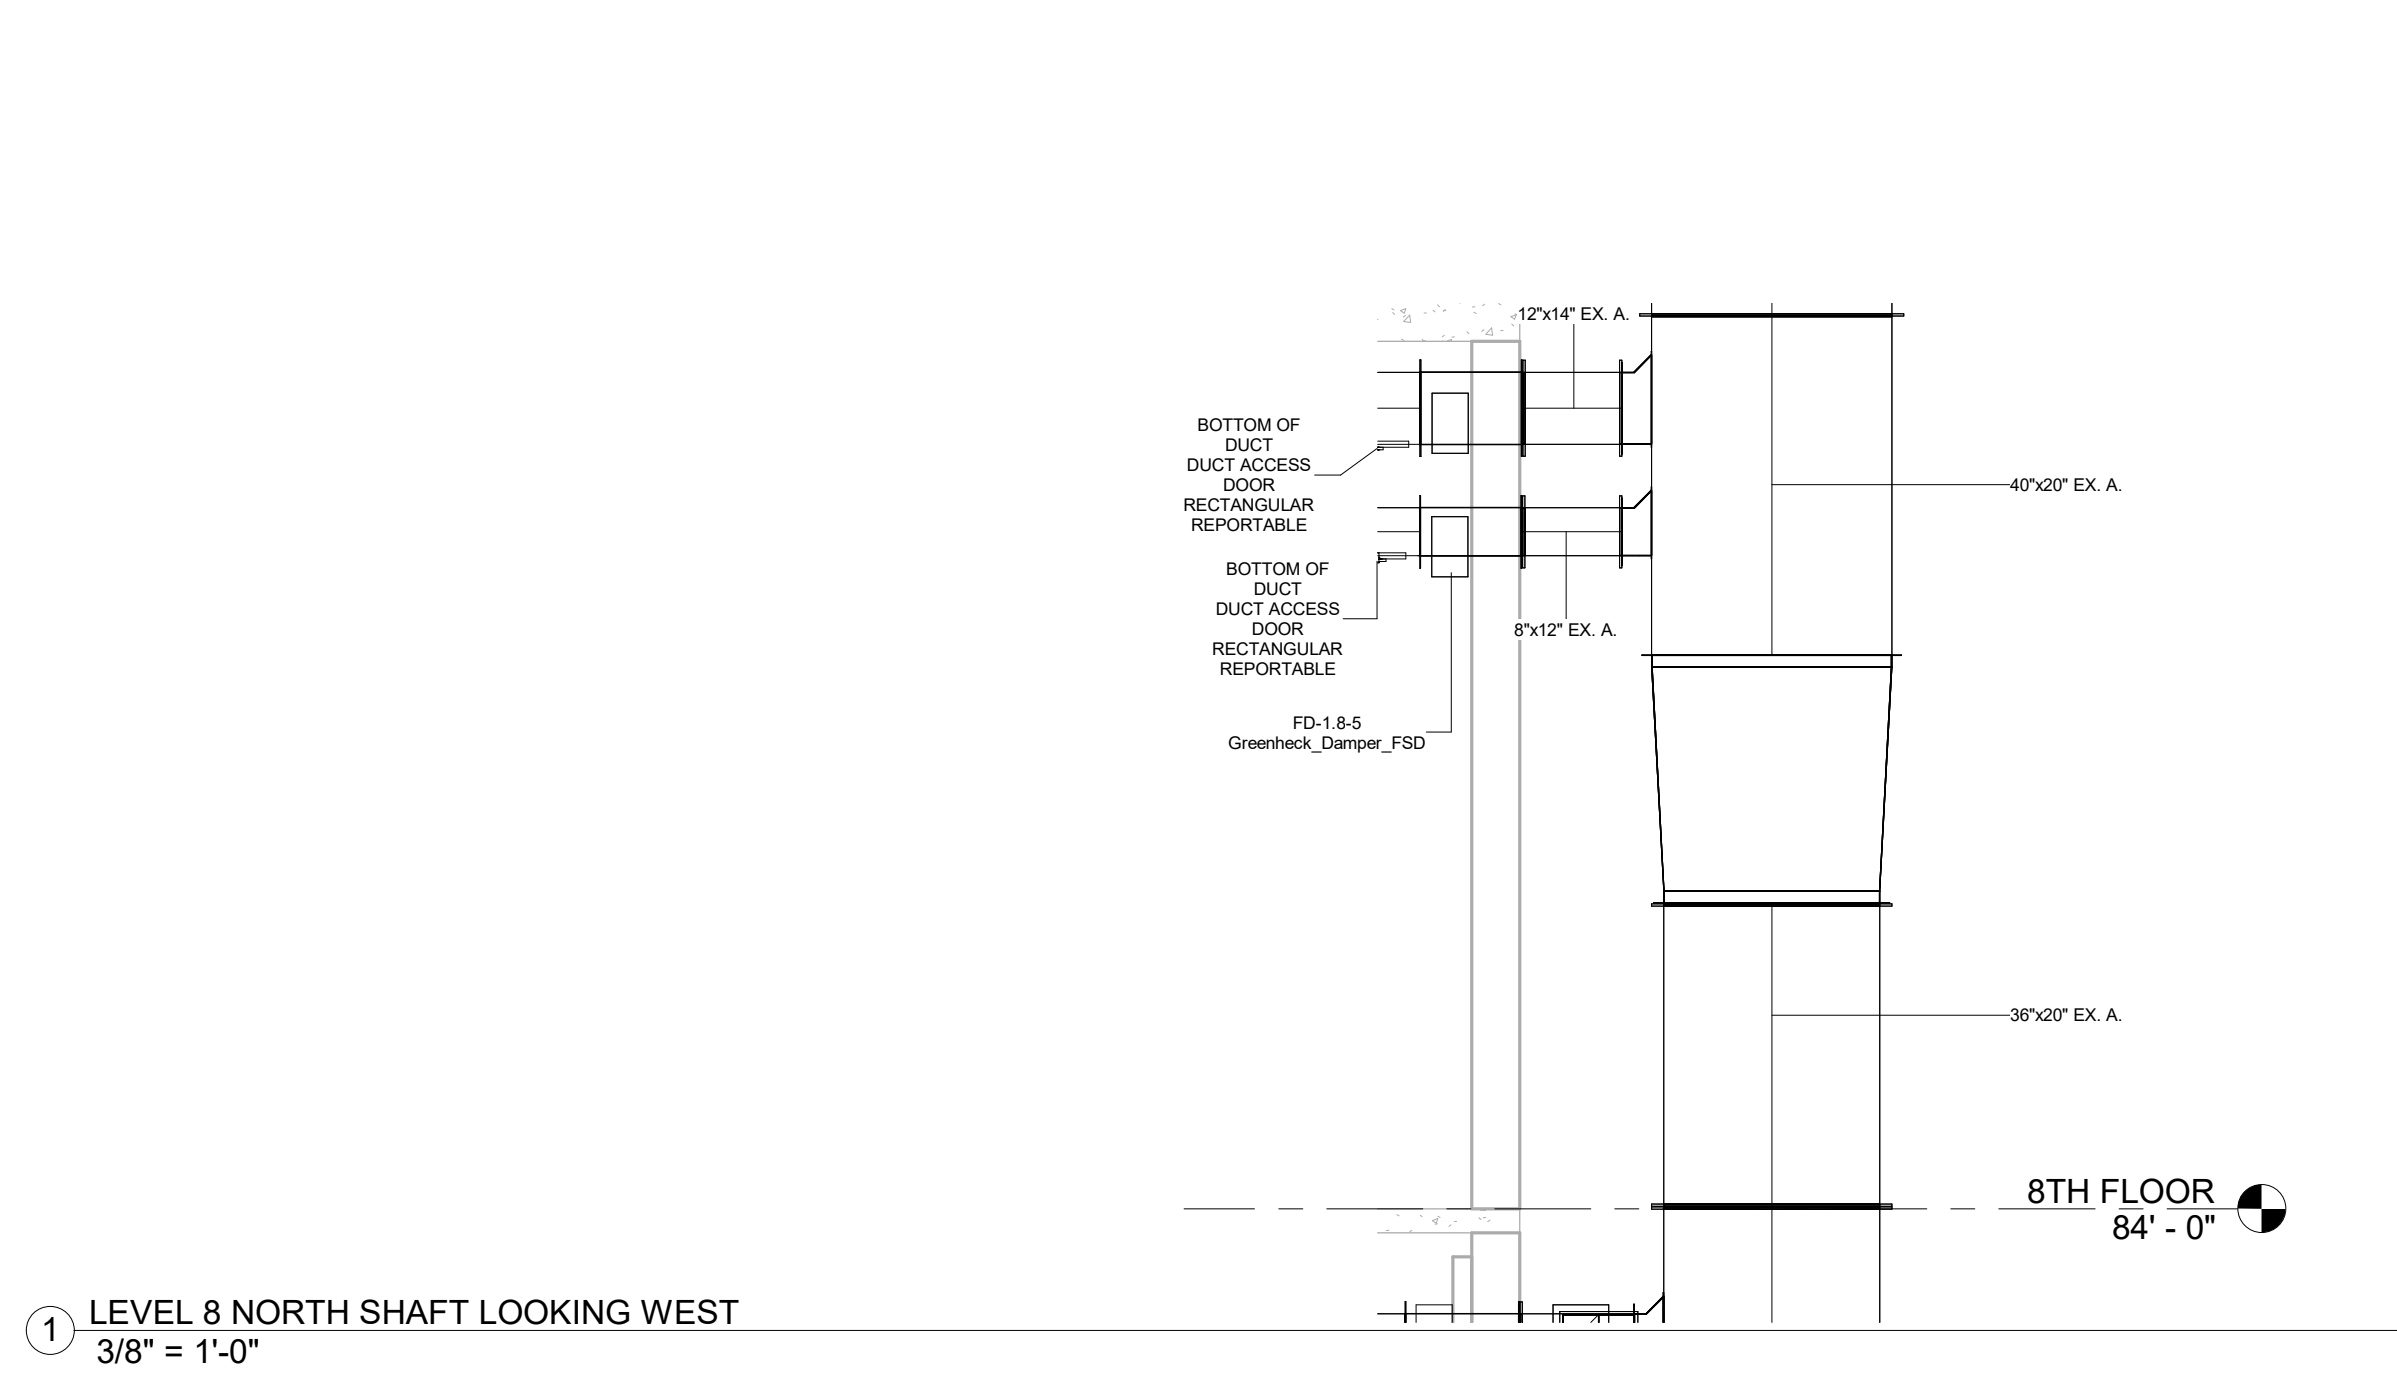 12"x14" EX. A.
BOTTOM OF
DUCT
DUCT ACCESS
DOOR
RECTANGULAR
REPORTABLE
40"x20" EX. A.
BOTTOM OF
DUCT
DUCT ACCESS
DOOR
RECTANGULAR
REPORTABLE
8"x12" EX. A.
FD-1.8-5
Greenheck_Damper_FSD
36"x20" EX. A.
8TH FLOOR
84' - 0"
1
LEVEL 8 NORTH SHAFT LOOKING WEST
3/8" = 1'-0"